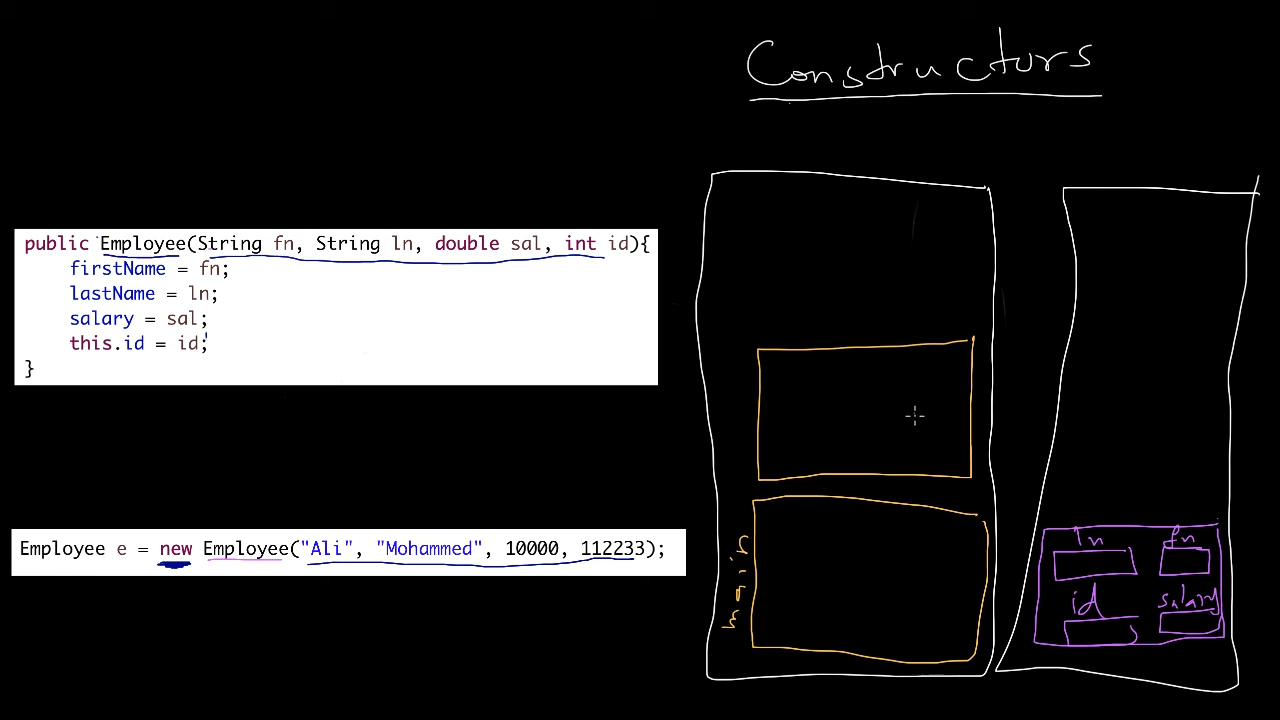 Constructors
public Employee(String fn, String ln, double sal, int id){
firstName = fn;
lastName = ln;
salary = sal;
this.id = id;
}
Employee e = new Employee("Ali", "Mohammed", 10000, 112233);
main
ln fn
id salary